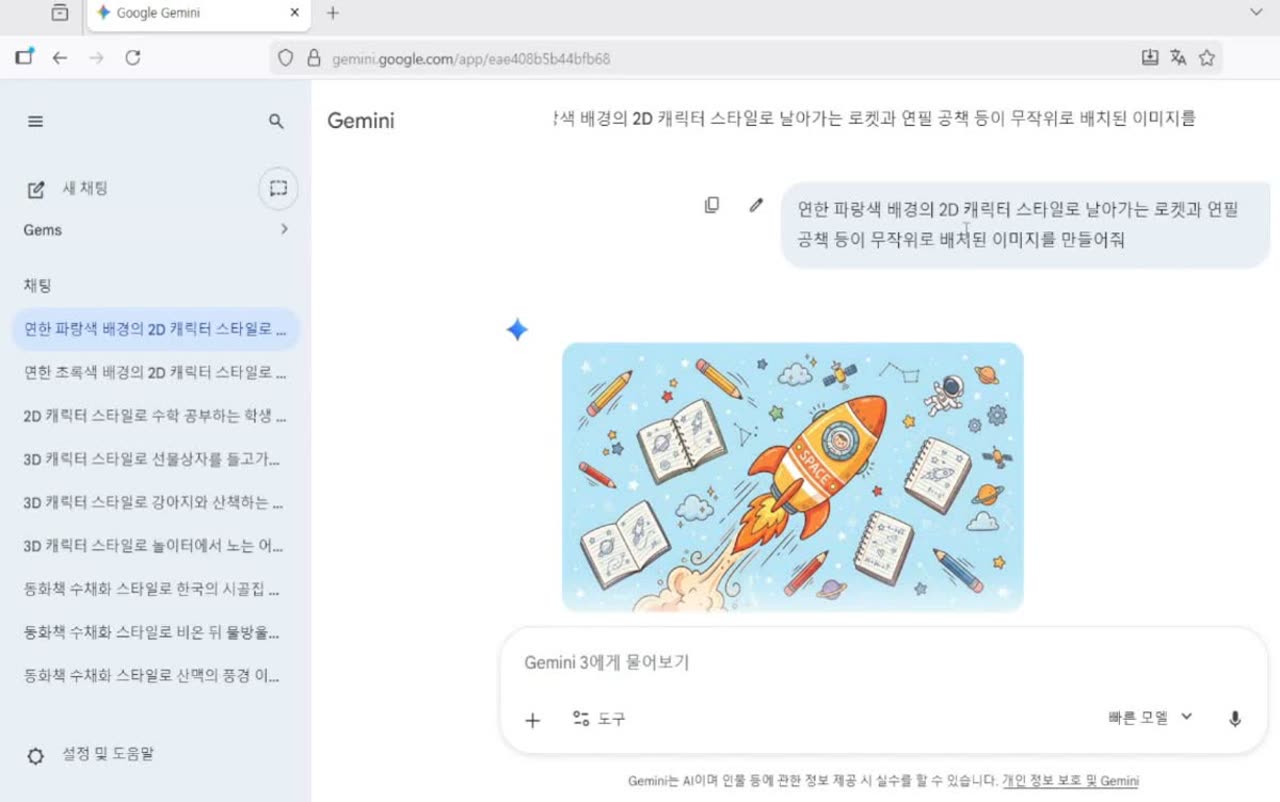 Google Gemini
gemini.google.com/app/eae408b5b44bfb68
Gemini
색 배경의 2D 캐릭터 스타일로 날아가는 로켓과 연필 공책 등이 무작위로 배치된 이미지를
새 채팅
Gems
채팅
연한 파랑색 배경의 2D 캐릭터 스타일로 ...
연한 초록색 배경의 2D 캐릭터 스타일로 ...
2D 캐릭터 스타일로 수학 공부하는 학생 ...
3D 캐릭터 스타일로 선물상자를 들고가...
3D 캐릭터 스타일로 강아지와 산책하는 ...
3D 캐릭터 스타일로 놀이터에서 노는 어...
동화책 수채화 스타일로 한국의 시골집 ...
동화책 수채화 스타일로 비온 뒤 물방울...
동화책 수채화 스타일로 산맥의 풍경 이...
설정 및 도움말
연한 파랑색 배경의 2D 캐릭터 스타일로 날아가는 로켓과 연필
공책 등이 무작위로 배치된 이미지를 만들어줘
SPACE
Gemini 3에게 물어보기
도구
빠른 모델
Gemini는 AI이며 인물 등에 관한 정보 제공 시 실수를 할 수 있습니다. 개인 정보 보호 및 Gemini